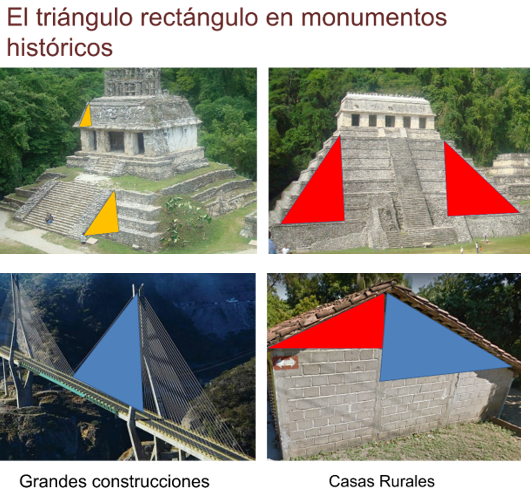 El triángulo rectángulo en monumentos
históricos
Grandes construcciones
Casas Rurales